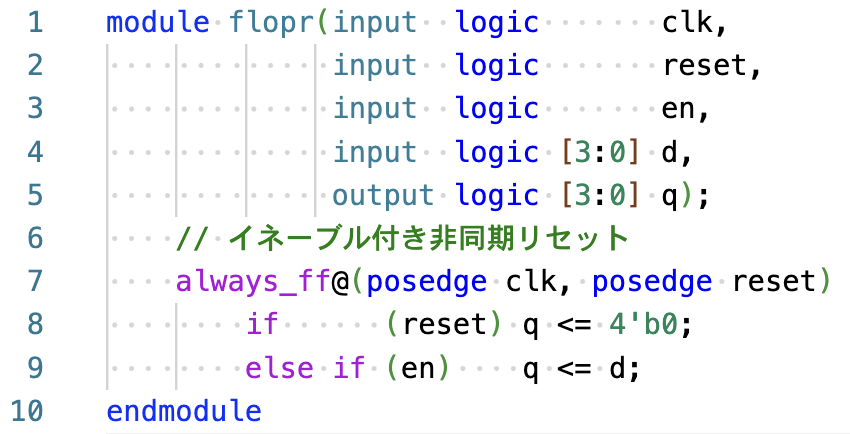 1 module flopr(input  logic       clk,
2              input  logic       reset,
3              input  logic       en,
4              input  logic [3:0] d,
5              output logic [3:0] q);
6     // イネーブル付き非同期リセット
7     always_ff@(posedge clk, posedge reset)
8         if      (reset) q <= 4'b0;
9         else if (en)    q <= d;
10 endmodule